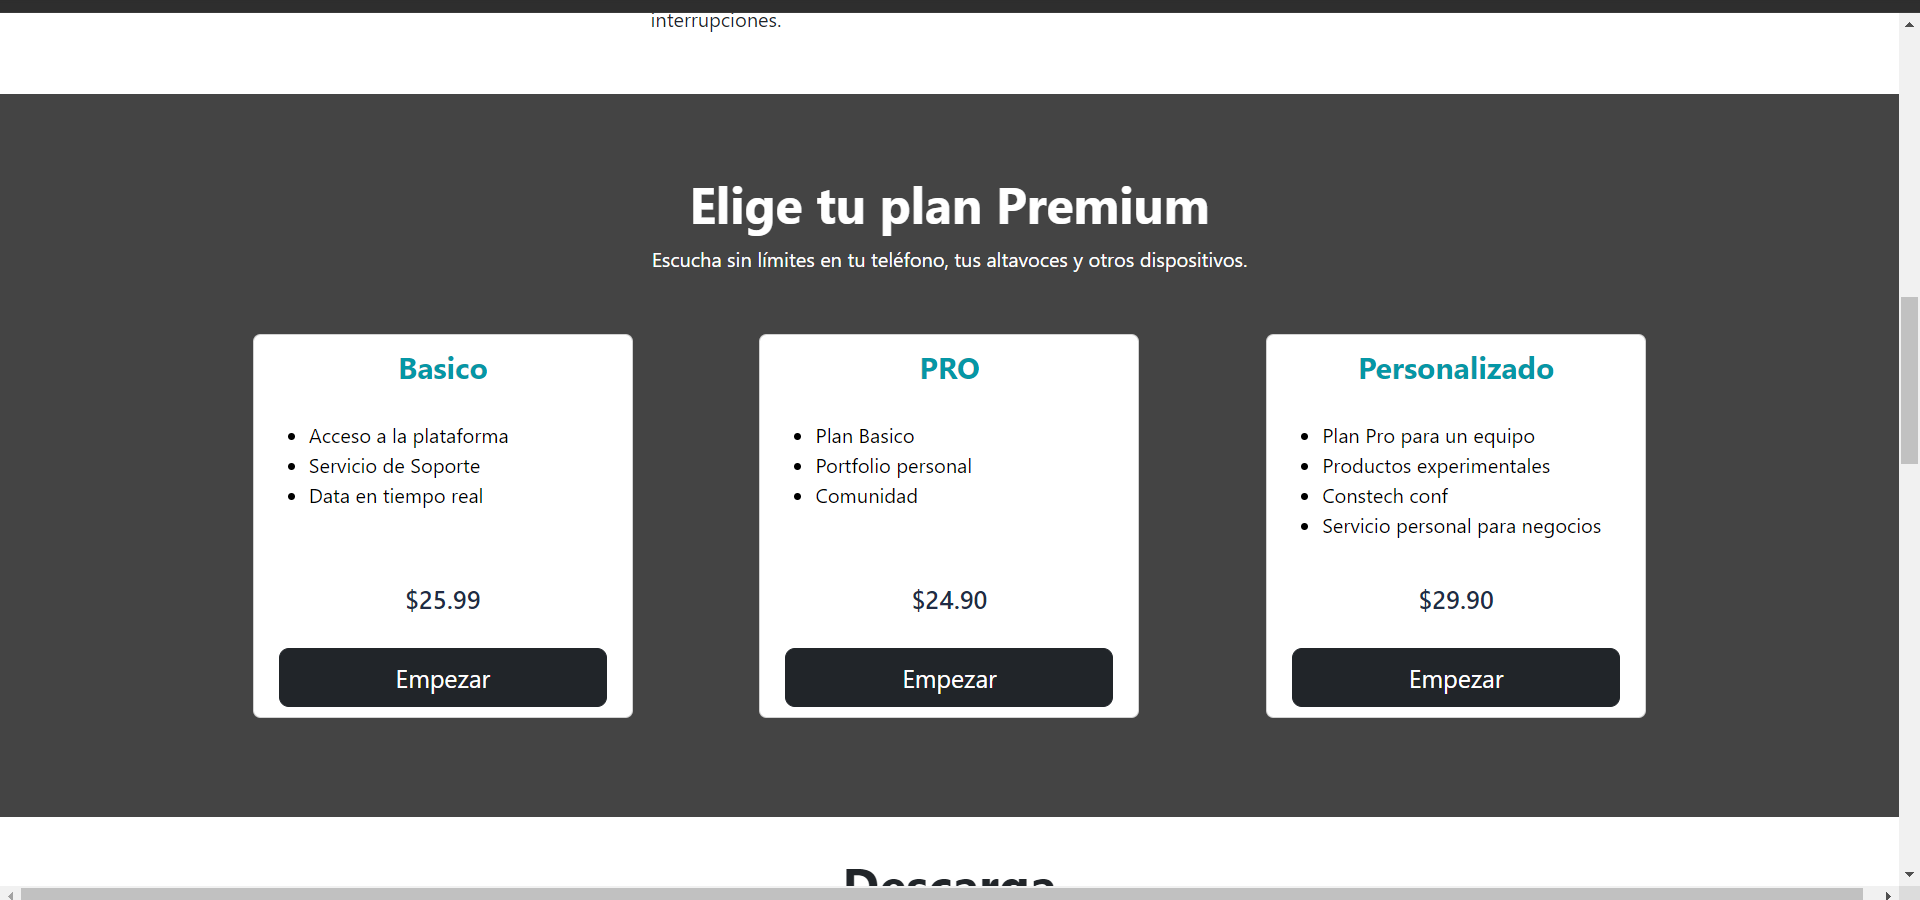 interrupciones.
Elige tu plan Premium
Escucha sin límites en tu teléfono, tus altavoces y otros dispositivos.
Basico
Acceso a la plataforma
Servicio de Soporte
Data en tiempo real
$25.99
Empezar
PRO
Plan Basico
Portfolio personal
Comunidad
$24.90
Empezar
Personalizado
Plan Pro para un equipo
Productos experimentales
Constech conf
Servicio personal para negocios
$29.90
Empezar
Descarga